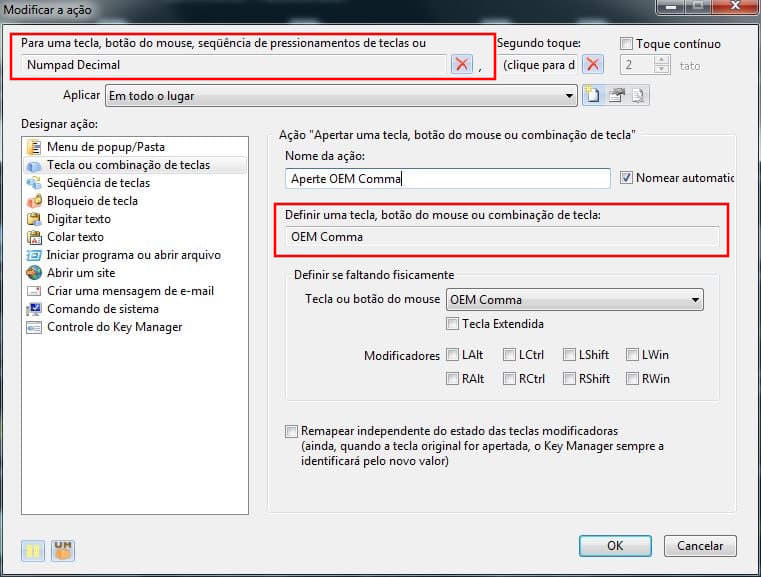 Modificar a ação
Para uma tecla, botão do mouse, seqüência de pressionamentos de teclas ou
Segundo toque:
Toque contínuo
Numpad Decimal
,
(clique para d
2
tato
Aplicar
Em todo o lugar
Designar ação:
Menu de popup/Pasta
Tecla ou combinação de teclas
Seqüência de teclas
Bloqueio de tecla
Digitar texto
Colar texto
Iniciar programa ou abrir arquivo
Abrir um site
Criar uma mensagem de e-mail
Comando de sistema
Controle do Key Manager
Ação "Apertar uma tecla, botão do mouse ou combinação de tecla"
Nome da ação:
Aperte OEM Comma
Nomear automatic
Definir uma tecla, botão do mouse ou combinação de tecla:
OEM Comma
Definir se faltando fisicamente
Tecla ou botão do mouse
OEM Comma
Tecla Extendida
Modificadores
LAlt
LCtrl
LShift
LWin
RAlt
RCtrl
RShift
RWin
Remapear independente do estado das teclas modificadoras
(ainda, quando a tecla original for apertada, o Key Manager sempre a
identificará pelo novo valor)
UM
OK
Cancelar